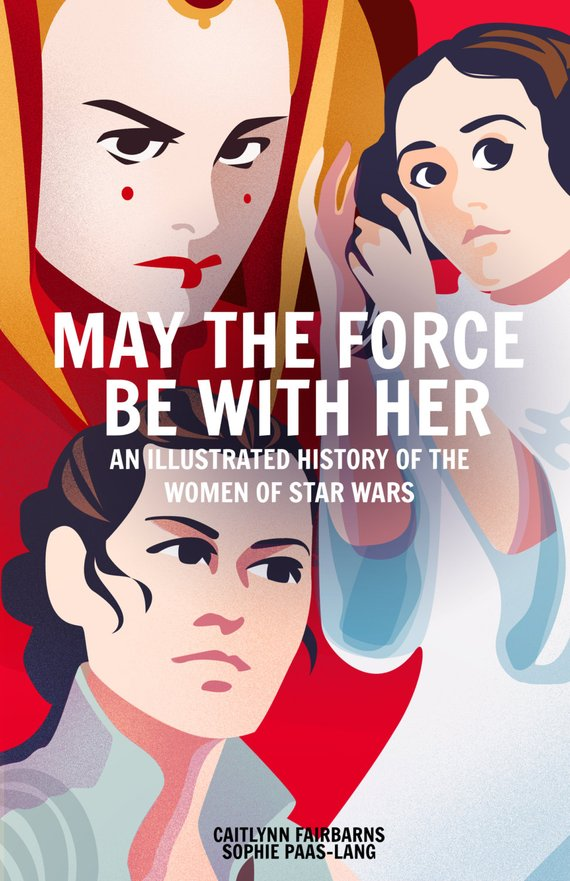 MAY THE FORCE
BE WITH HER
AN ILLUSTRATED HISTORY OF THE
WOMEN OF STAR WARS
CAITLYNN FAIRBARNS
SOPHIE PAAS-LANG